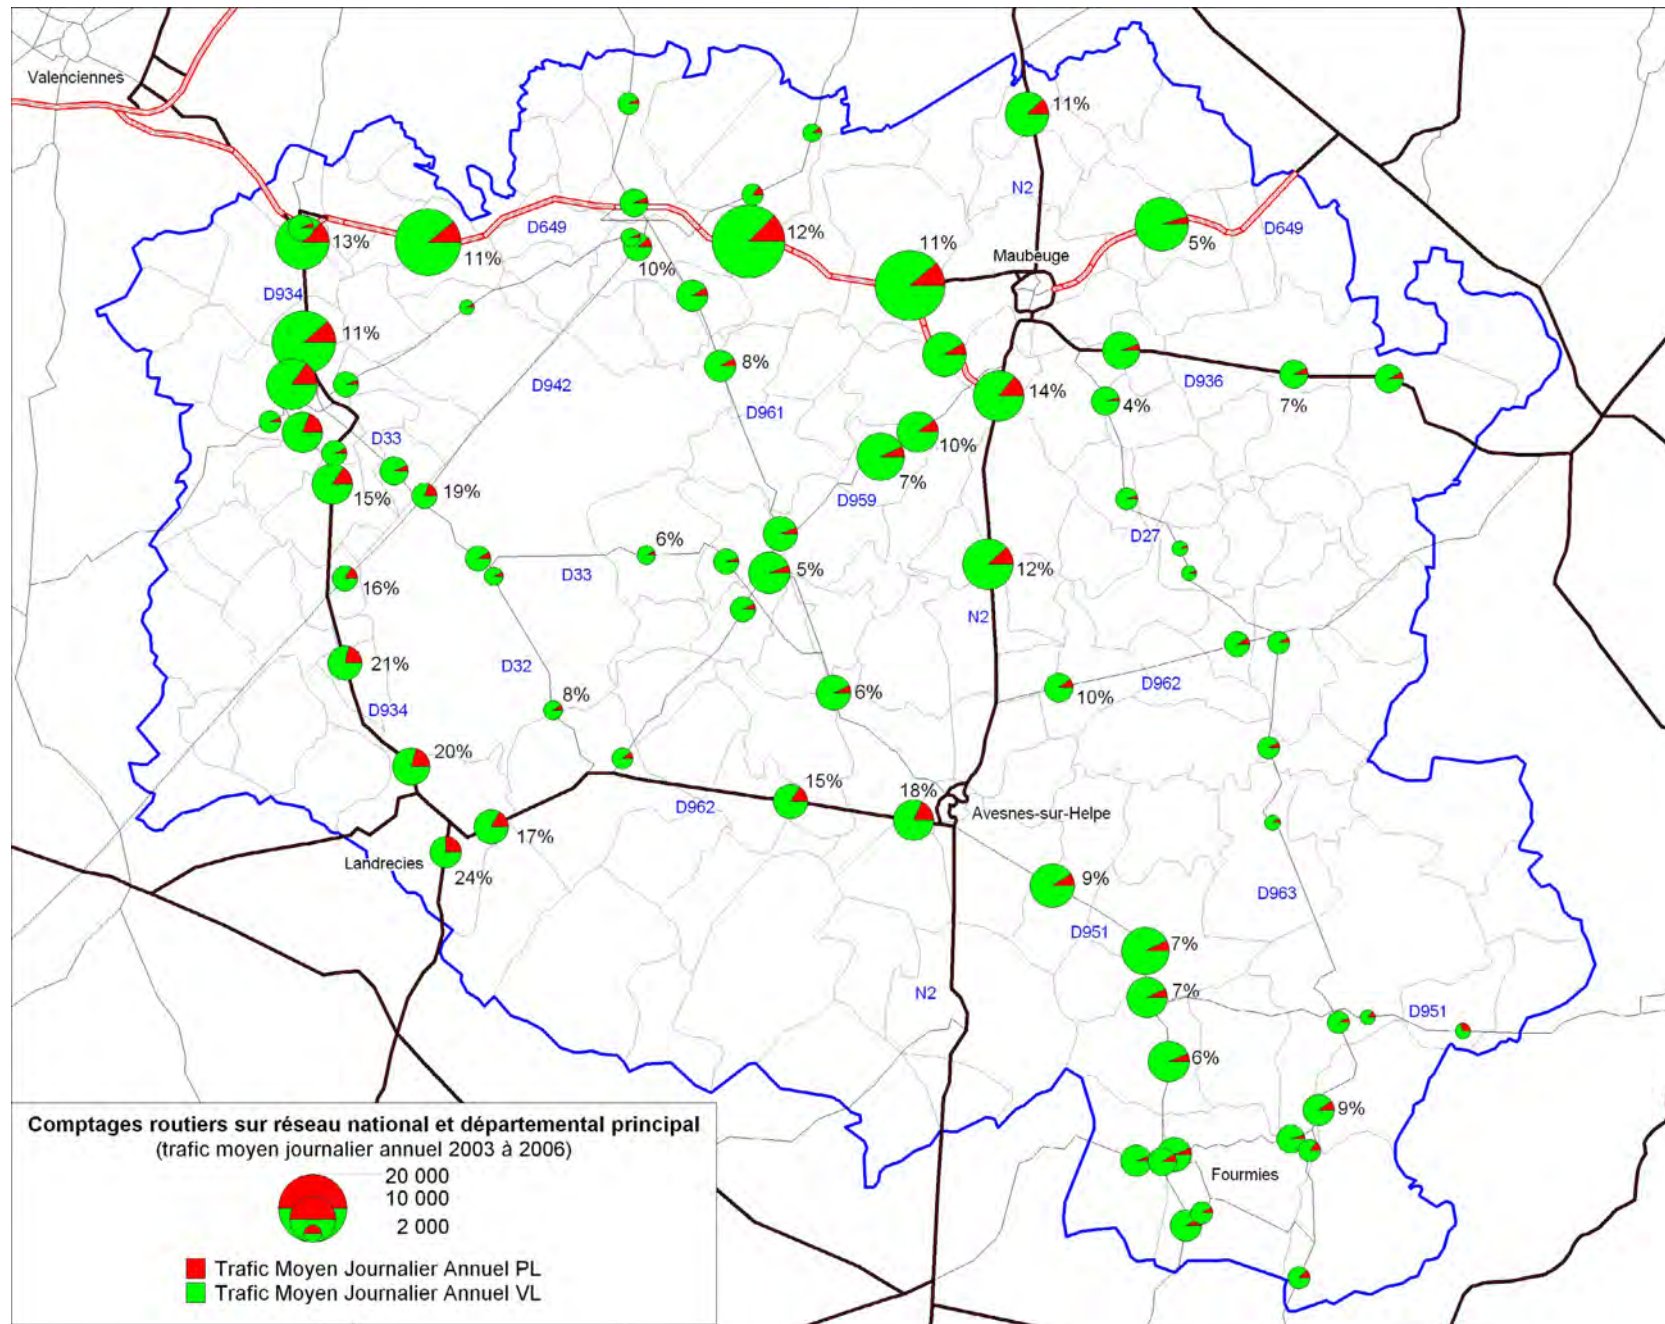 Valenciennes
11%
N2
13%
11%
D649
10%
12%
11%
Maubeuge
5%
D649
D934
11%
D942
8%
D961
14%
4%
D936
7%
D33
15%
19%
10%
7%
D959
6%
D33
5%
12%
D27
16%
N2
21%
D32
8%
6%
10%
D962
D934
20%
15%
18%
D962
Avesnes-sur-Helpe
17%
Landrecies
24%
9%
D963
D951
7%
7%
N2
D951
6%
9%
Fourmies
Comptages routiers sur réseau national et départemental principal
(trafic moyen journalier annuel 2003 à 2006)
20 000
10 000
2 000
Trafic Moyen Journalier Annuel PL
Trafic Moyen Journalier Annuel VL